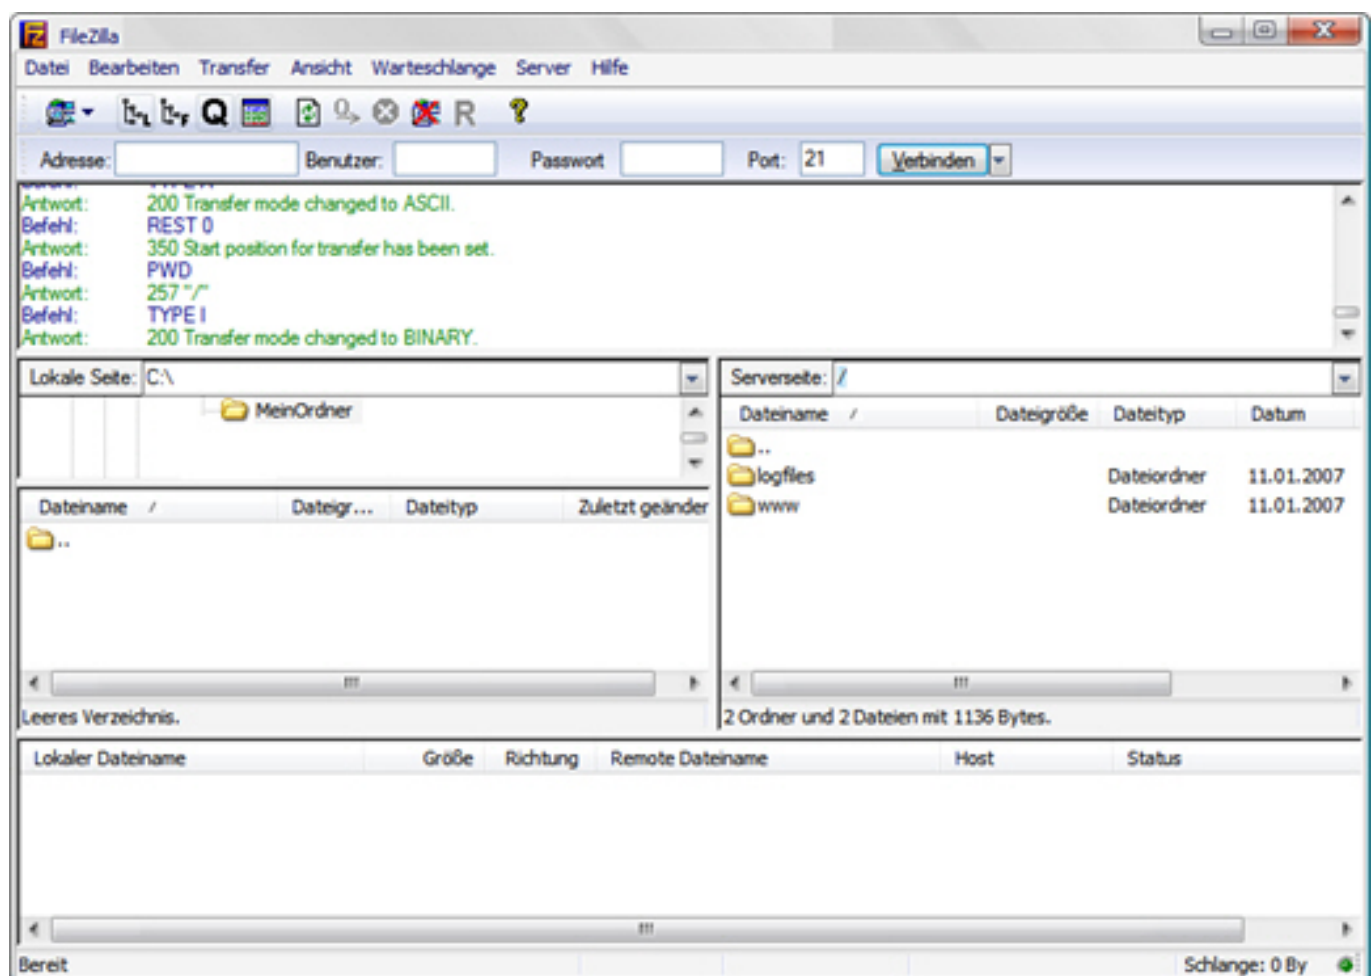 FileZilla
Datei Bearbeiten Transfer Ansicht Warteschlange Server Hilfe
Adresse: Benutzer: Passwort Port: 21 Verbinden
Antwort: 200 Transfer mode changed to ASCII.
Befehl: REST 0
Antwort: 350 Start position for transfer has been set.
Befehl: PWD
Antwort: 257 "/"
Befehl: TYPE I
Antwort: 200 Transfer mode changed to BINARY.
Lokale Seite: C:\
MeinOrdner
Dateiname / Dateigr... Dateityp Zuletzt geänder
..
Leeres Verzeichnis.
Serverseite: /
Dateiname / Dateigröße Dateityp Datum
..
logfiles Dateiordner 11.01.2007
www Dateiordner 11.01.2007
2 Ordner und 2 Dateien mit 1136 Bytes.
Lokaler Dateiname Größe Richtung Remote Dateiname Host Status
Bereit Schlange: 0 By